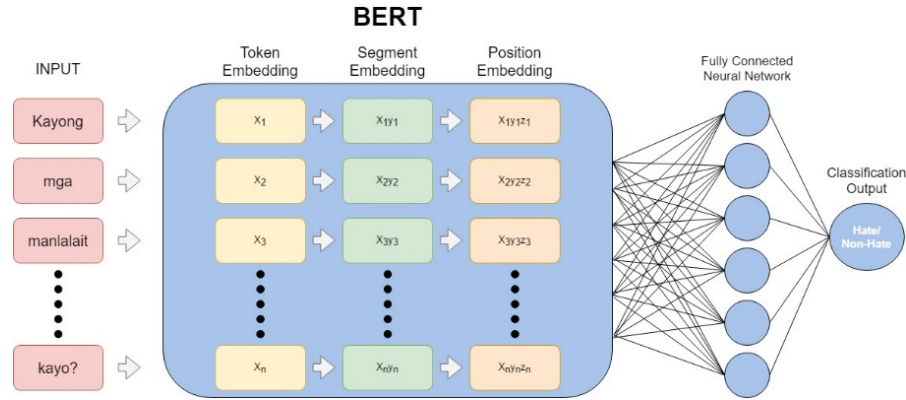 BERT
INPUT
Token
Embedding
Segment
Embedding
Position
Embedding
Fully Connected
Neural Network
Classification
Output
Kayong
x₁
x₁y₁
x₁y₁z₁
mga
x₂
x₂y₂
x₂y₂z₂
manlalait
x₃
x₃y₃
x₃y₃z₃
kayo?
xₙ
xₙyₙ
xₙyₙzₙ
Hate/
Non-Hate